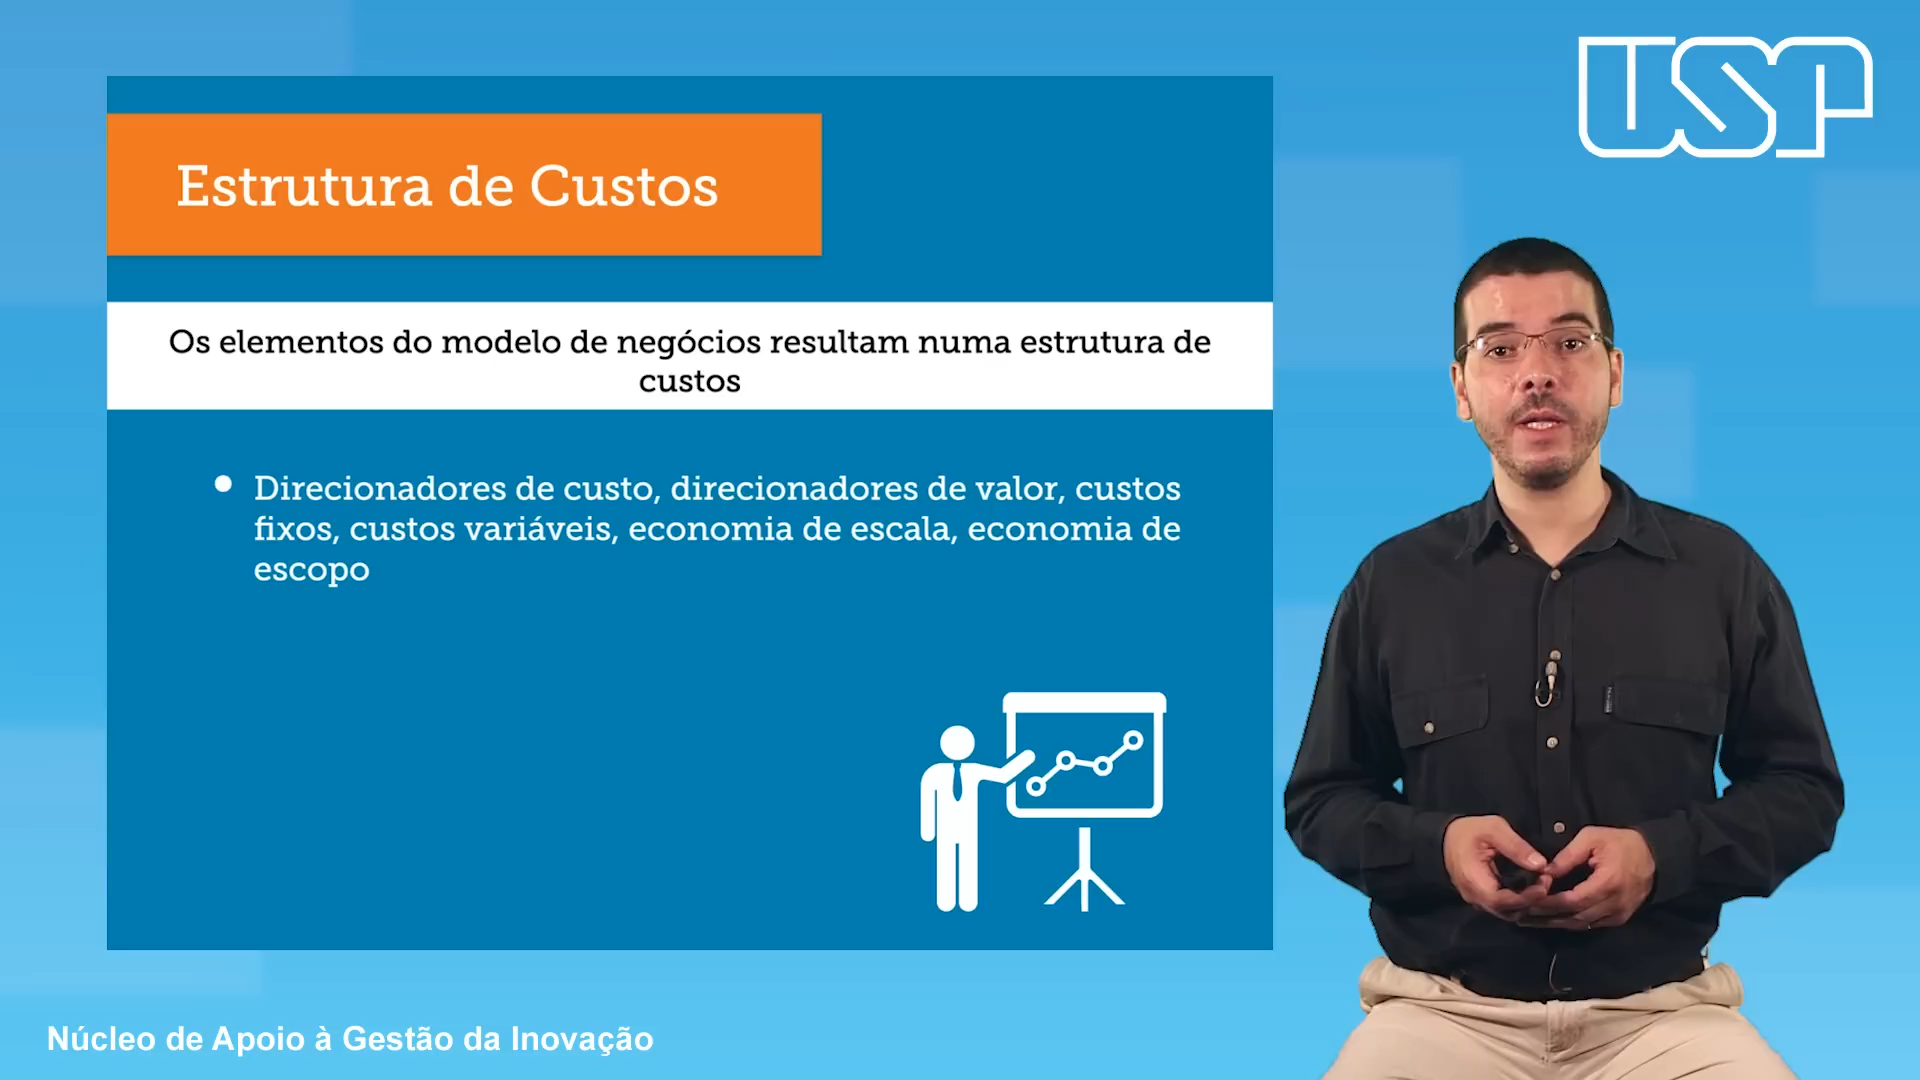 USP
Estrutura de Custos
Os elementos do modelo de negócios resultam numa estrutura de
custos
• Direcionadores de custo, direcionadores de valor, custos
fixos, custos variáveis, economia de escala, economia de
escopo
Núcleo de Apoio à Gestão da Inovação